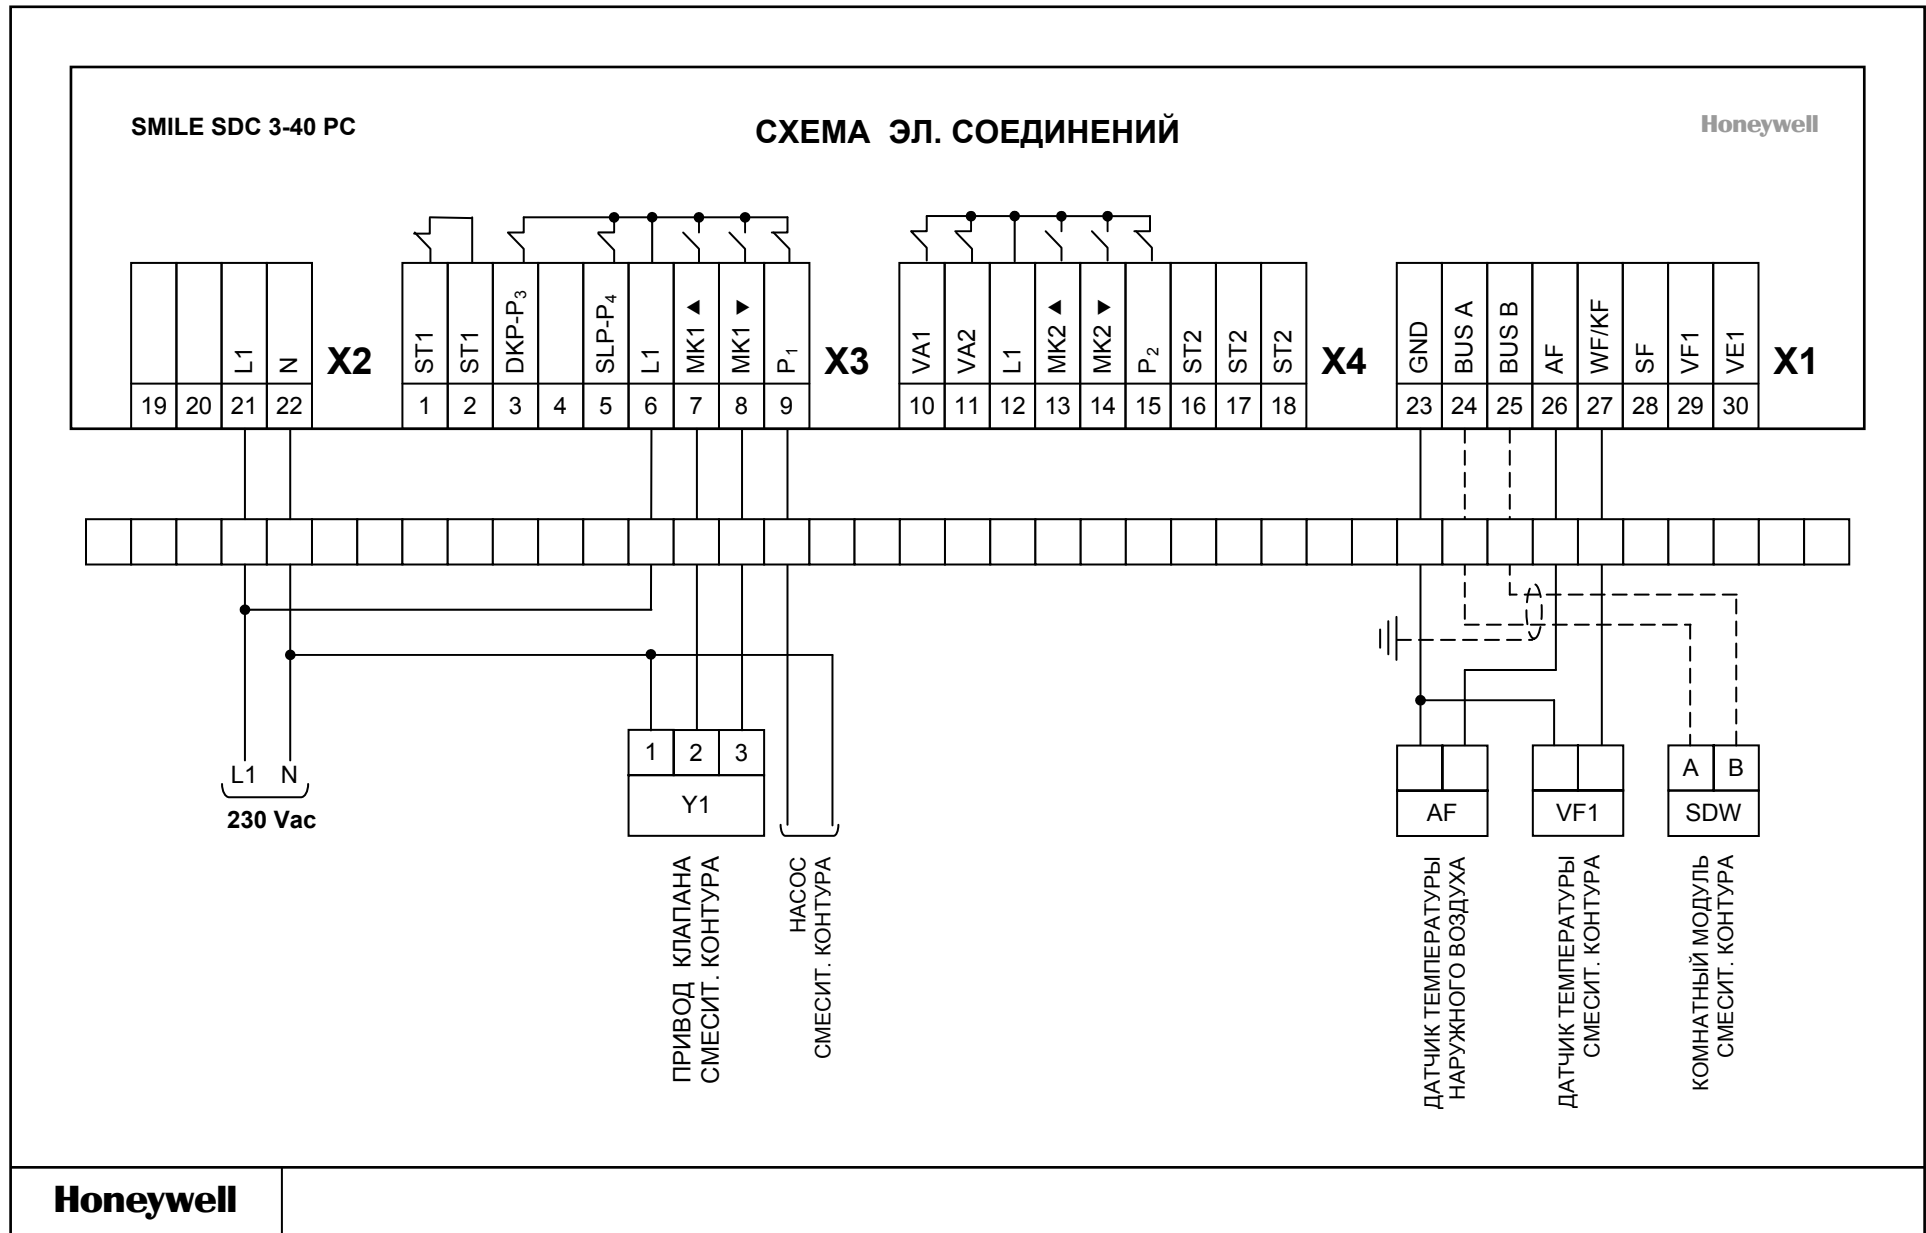 SMILE SDC 3-40 PC
СХЕМА ЭЛ. СОЕДИНЕНИЙ
Honeywell
L1
N
X2
19 20 21 22
ST1
ST1
DKP-P3
SLP-P4
L1
MK1 ▲
MK1 ▼
P1
X3
1 2 3 4 5 6 7 8 9
VA1
VA2
L1
MK2 ▲
MK2 ▼
P2
ST2
ST2
ST2
X4
10 11 12 13 14 15 16 17 18
GND
BUS A
BUS B
AF
WF/KF
SF
VF1
VE1
X1
23 24 25 26 27 28 29 30
L1 N
230 Vac
1 2 3
Y1
ПРИВОД КЛАПАНА
СМЕСИТ. КОНТУРА
НАСОС
СМЕСИТ. КОНТУРА
AF
ДАТЧИК ТЕМПЕРАТУРЫ
НАРУЖНОГО ВОЗДУХА
VF1
ДАТЧИК ТЕМПЕРАТУРЫ
СМЕСИТ. КОНТУРА
A B
SDW
КОМНАТНЫЙ МОДУЛЬ
СМЕСИТ. КОНТУРА
Honeywell